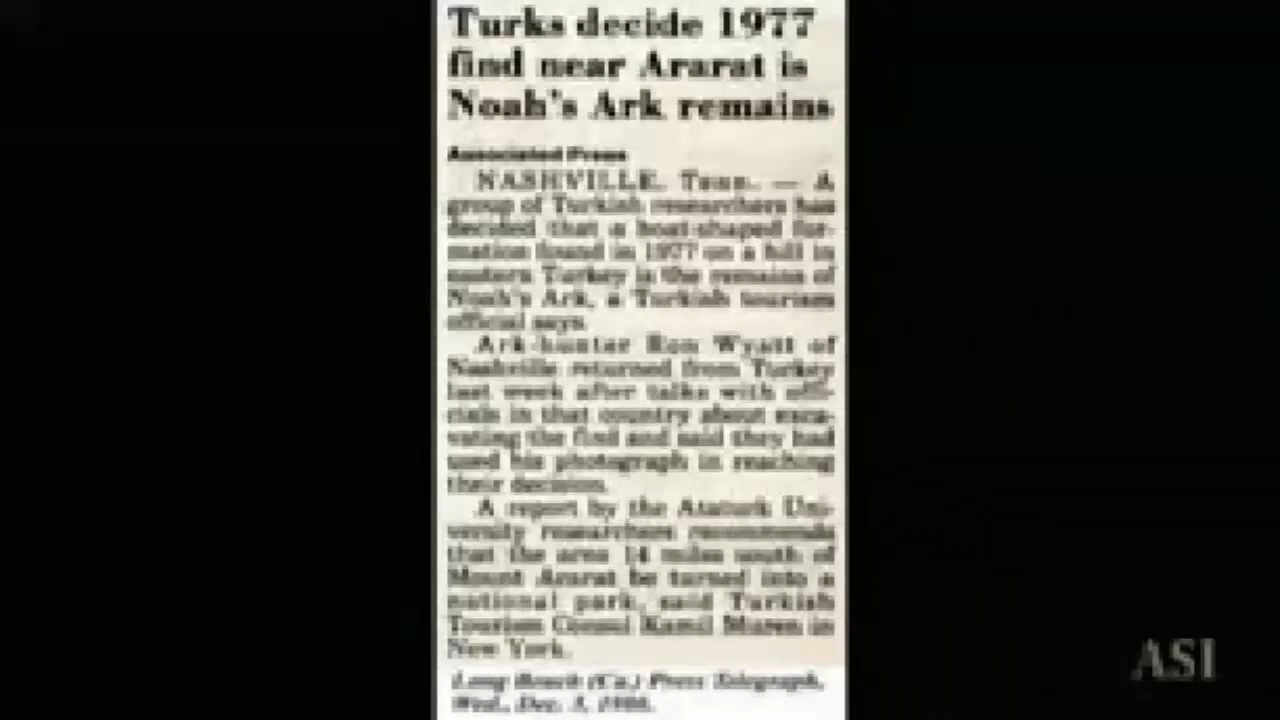 Turks decide 1977
find near Ararat is
Noah's Ark remains
Associated Press
NASHVILLE, Tenn. — A
group of Turkish researchers has
decided that a boat-shaped for-
mation found in 1977 on a hill in
eastern Turkey is the remains of
Noah's Ark, a Turkish tourism
official says.
Ark-hunter Ron Wyatt of
Nashville returned from Turkey
last week after talks with offi-
cials in that country about exca-
vating the find and said they had
used his photograph in reaching
their decision.
A report by the Ataturk Uni-
versity researchers recommends
that the area 14 miles south of
Mount Ararat be turned into a
national park, said Turkish
Tourism Consul Kamil Muren in
New York.
Long Beach (Ca.) Press Telegraph,
Wed., Dec. 3, 1986.
ASI